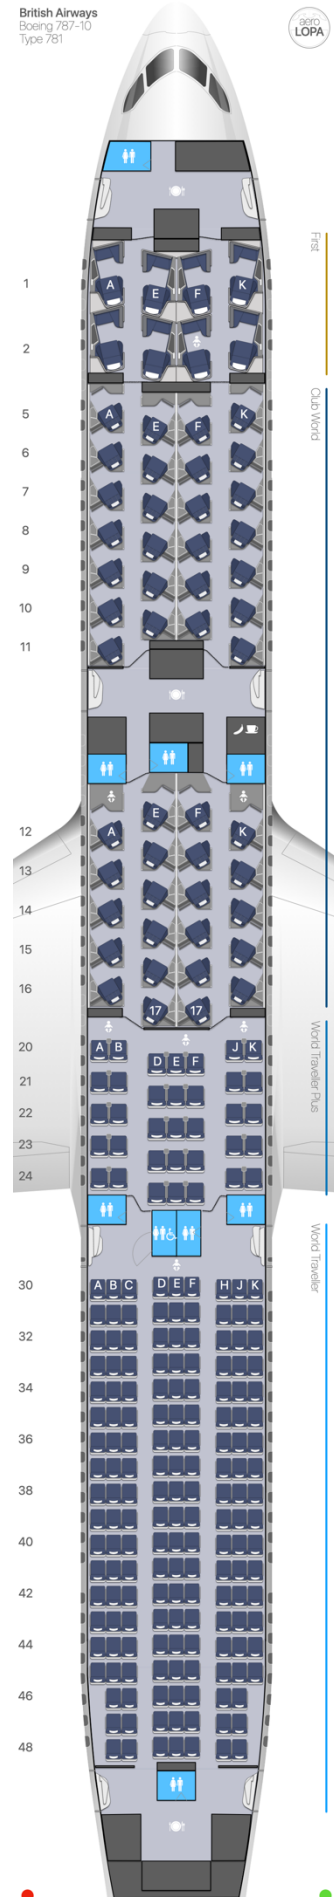 British Airways
Boeing 787-10
Type 781
aero
LOPA
First
1
A
E F
K
2
Club World
5
A
E F
K
6
7
8
9
10
11
12
A
E F
K
13
14
15
16
17 17
World Traveller Plus
20
A B
D E F
J K
21
22
23
24
World Traveller
30
A B C
D E F
H J K
32
34
36
38
40
42
44
46
48